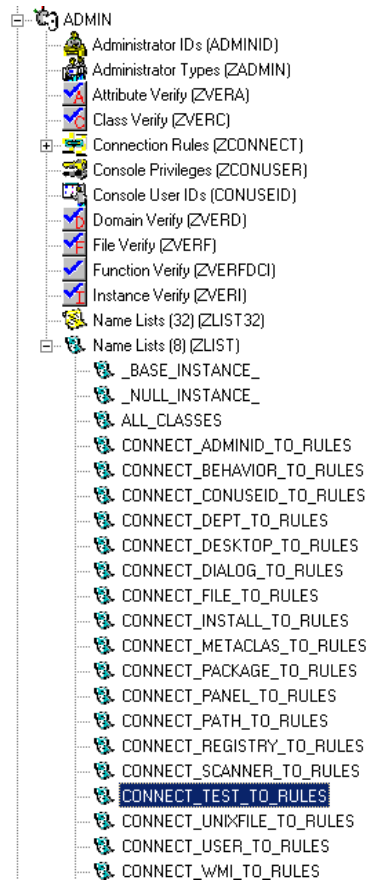 ADMIN
Administrator IDs (ADMINID)
Administrator Types (ZADMIN)
Attribute Verify (ZVERA)
Class Verify (ZVERC)
Connection Rules (ZCONNECT)
Console Privileges (ZCONUSER)
Console User IDs (CONUSEID)
Domain Verify (ZVERD)
File Verify (ZVERF)
Function Verify (ZVERFDCI)
Instance Verify (ZVERI)
Name Lists (32) (ZLIST32)
Name Lists (8) (ZLIST)
_BASE_INSTANCE_
_NULL_INSTANCE_
ALL_CLASSES
CONNECT_ADMINID_TO_RULES
CONNECT_BEHAVIOR_TO_RULES
CONNECT_CONUSEID_TO_RULES
CONNECT_DEPT_TO_RULES
CONNECT_DESKTOP_TO_RULES
CONNECT_DIALOG_TO_RULES
CONNECT_FILE_TO_RULES
CONNECT_INSTALL_TO_RULES
CONNECT_METACLAS_TO_RULES
CONNECT_PACKAGE_TO_RULES
CONNECT_PANEL_TO_RULES
CONNECT_PATH_TO_RULES
CONNECT_REGISTRY_TO_RULES
CONNECT_SCANNER_TO_RULES
CONNECT_TEST_TO_RULES
CONNECT_UNIXFILE_TO_RULES
CONNECT_USER_TO_RULES
CONNECT_WMI_TO_RULES